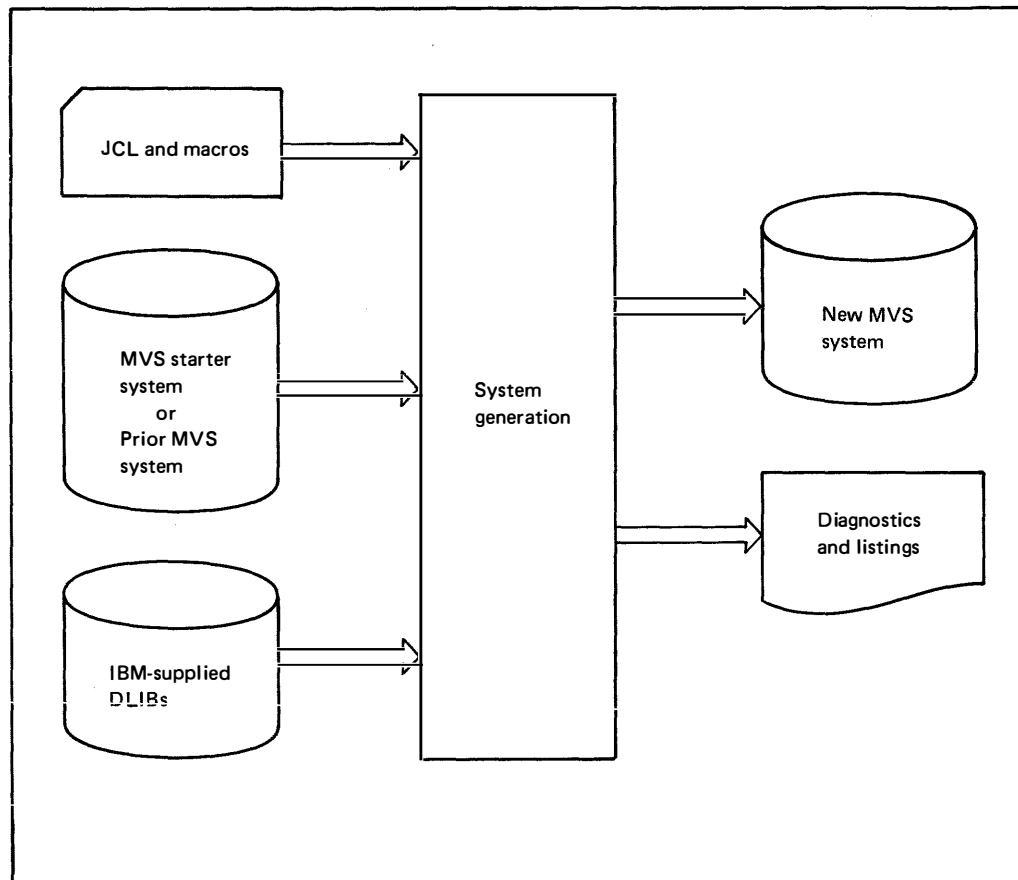 JCL and macros
MVS starter
system
or
Prior MVS
system
IBM-supplied
DLIBs
System
generation
New MVS
system
Diagnostics
and listings